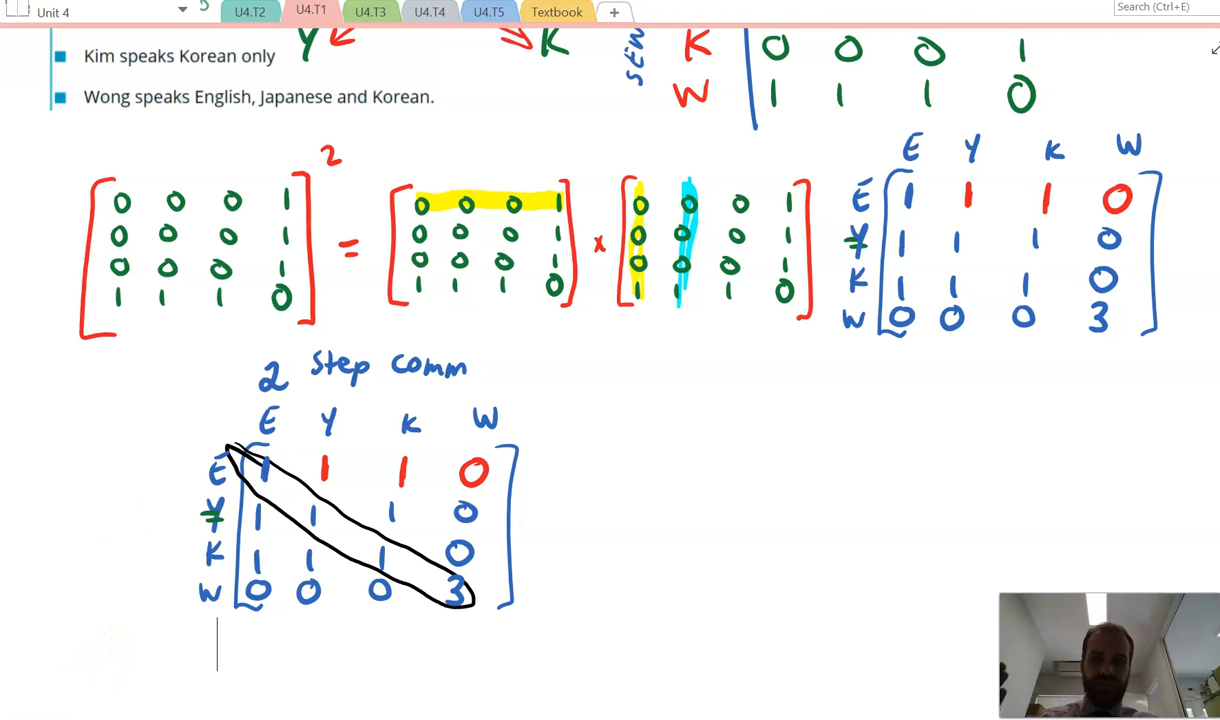 Unit 4 U4.T2 U4.T1 U4.T3 U4.T4 U4.T5 Textbook + Search (Ctrl+E)
Kim speaks Korean only
Wong speaks English, Japanese and Korean.
Y K
K 0 0 0 1
W 1 1 1 0
2
0 0 0 1
0 0 0 1
0 0 0 1
1 1 1 0
=
0 0 0 1
0 0 0 1
0 0 0 1
1 1 1 0
x
0 0 0 1
0 0 0 1
0 0 0 1
1 1 1 0
E Y K W
E 1 1 1 0
Y 1 1 1 0
K 1 1 1 0
W 0 0 0 3
2 step comm
E Y K W
E 1 1 1 0
Y 1 1 1 0
K 1 1 1 0
W 0 0 0 3